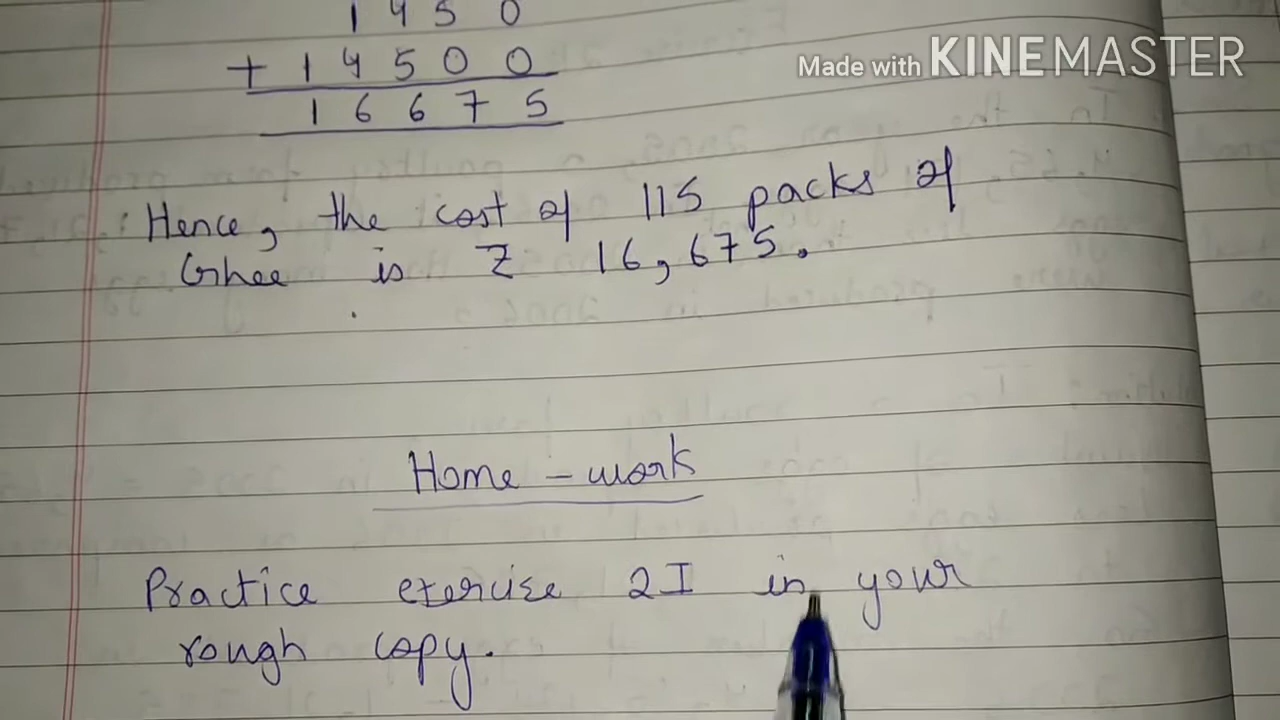 1 4 5 0
+ 1 4 5 0 0
1 6 6 7 5
Made with KINEMASTER
Hence, the cost of 115 packs of
Ghee is ₹ 16,675.
Home - work
Practice exercise 2I in your
rough copy.